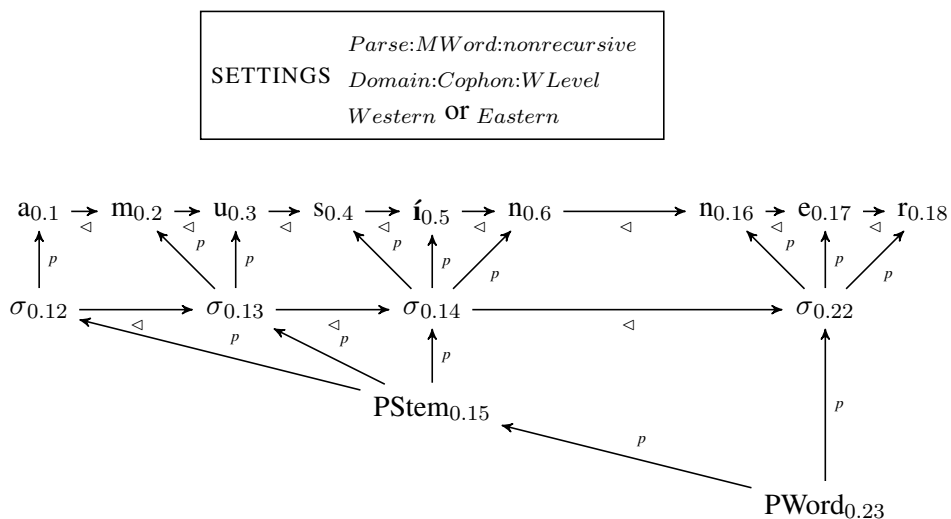 SETTINGS
Parse:MWord:nonrecursive
Domain:Cophon:WLevel
Western or Eastern
a0.1 ◁ m0.2 ◁ u0.3 ◁ s0.4 ◁ í0.5 ◁ n0.6 ◁ n0.16 ◁ e0.17 ◁ r0.18
p p p p p p p p p
σ0.12 ◁ σ0.13 ◁ σ0.14 ◁ σ0.22
p p p p
PStem0.15
p
PWord0.23